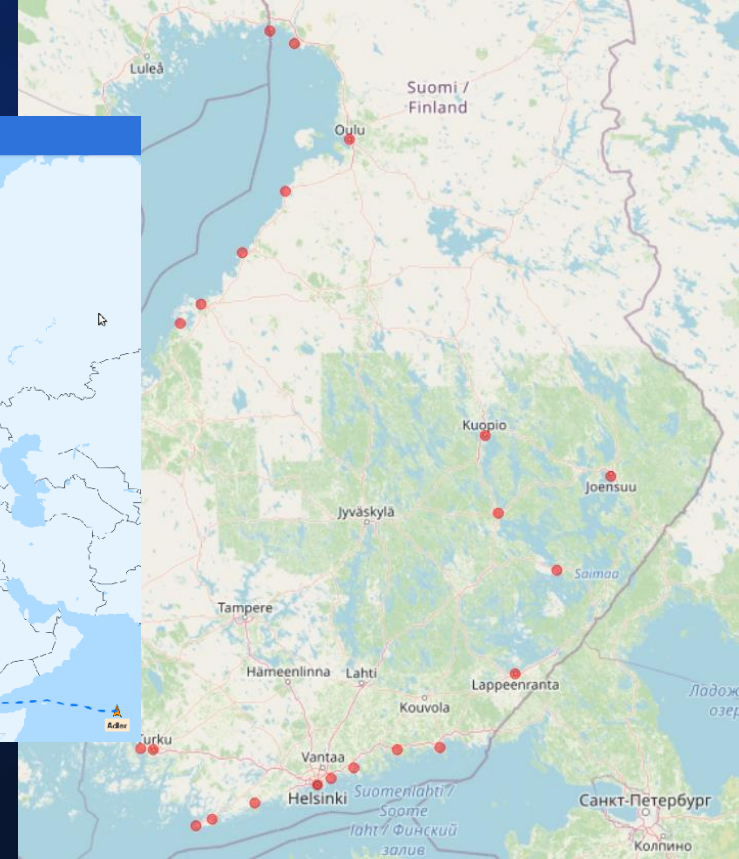 Luleå
Suomi /
Finland
Oulu
Kuopio
Joensuu
Jyväskylä
Saimaa
Tampere
Hämeenlinna
Lahti
Lappeenranta
Kouvola
Adler
urku
Vantaa
Helsinki
Suomenlahti /
Soome
laht / Финский
залив
Ладож
озер
Санкт-Петербург
Колпино